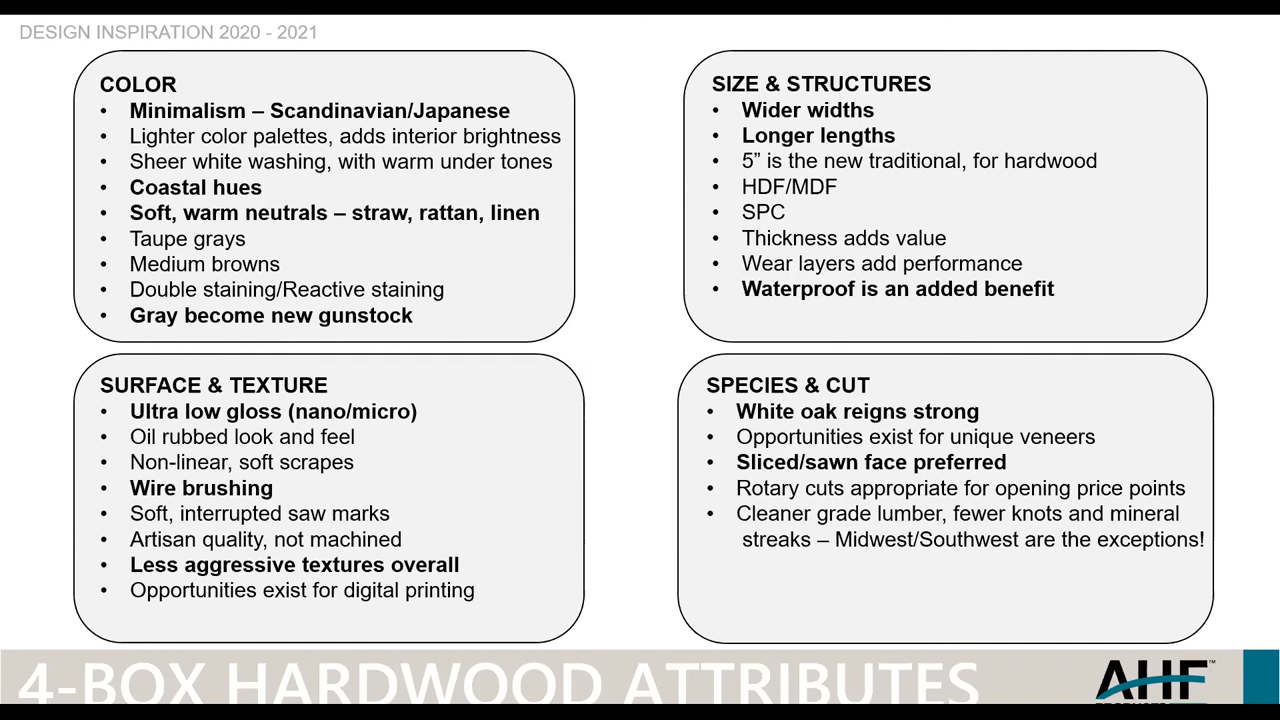 DESIGN INSPIRATION 2020 - 2021
COLOR
• Minimalism – Scandinavian/Japanese
• Lighter color palettes, adds interior brightness
• Sheer white washing, with warm under tones
• Coastal hues
• Soft, warm neutrals – straw, rattan, linen
• Taupe grays
• Medium browns
• Double staining/Reactive staining
• Gray become new gunstock
SIZE & STRUCTURES
• Wider widths
• Longer lengths
• 5” is the new traditional, for hardwood
• HDF/MDF
• SPC
• Thickness adds value
• Wear layers add performance
• Waterproof is an added benefit
SURFACE & TEXTURE
• Ultra low gloss (nano/micro)
• Oil rubbed look and feel
• Non-linear, soft scrapes
• Wire brushing
• Soft, interrupted saw marks
• Artisan quality, not machined
• Less aggressive textures overall
• Opportunities exist for digital printing
SPECIES & CUT
• White oak reigns strong
• Opportunities exist for unique veneers
• Sliced/sawn face preferred
• Rotary cuts appropriate for opening price points
• Cleaner grade lumber, fewer knots and mineral
streaks – Midwest/Southwest are the exceptions!
4-BOX HARDWOOD ATTRIBUTES
AHF™